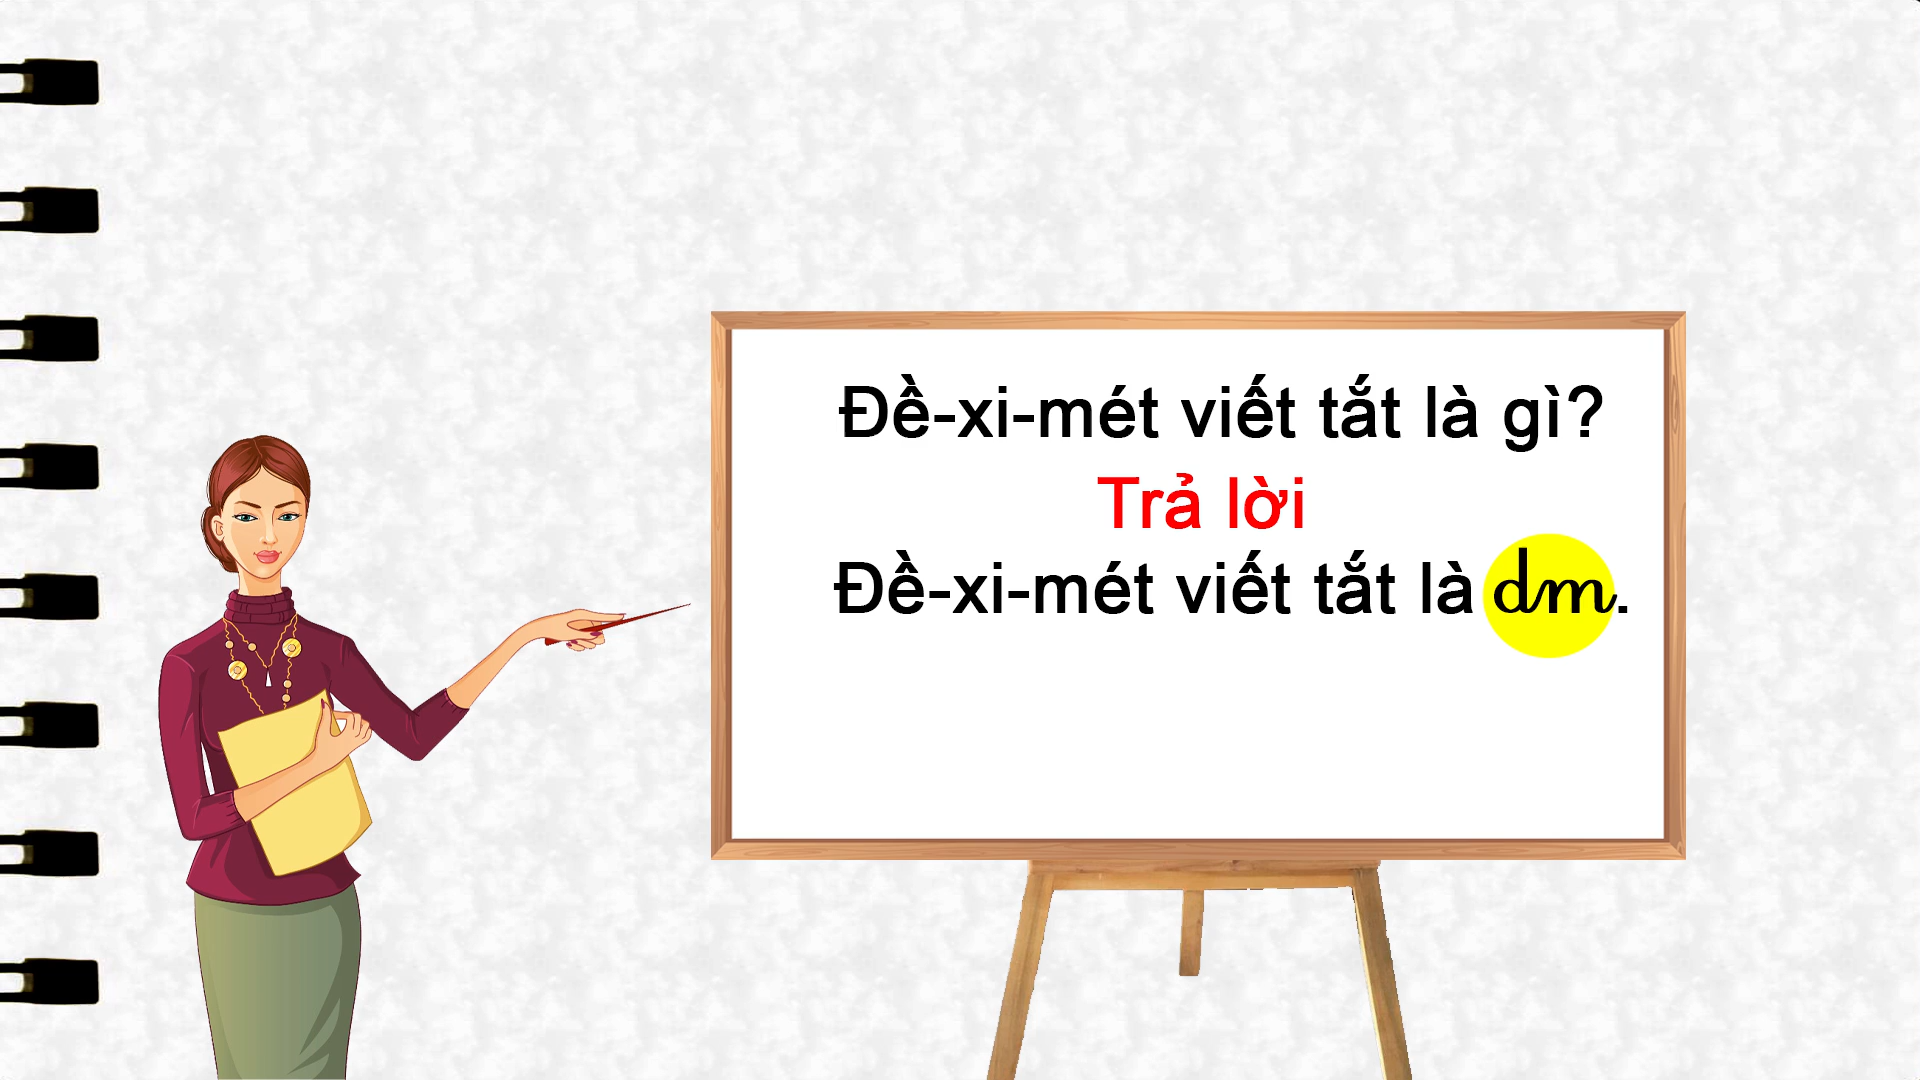 Đề-xi-mét viết tắt là gì?
Trả lời
Đề-xi-mét viết tắt là dm.